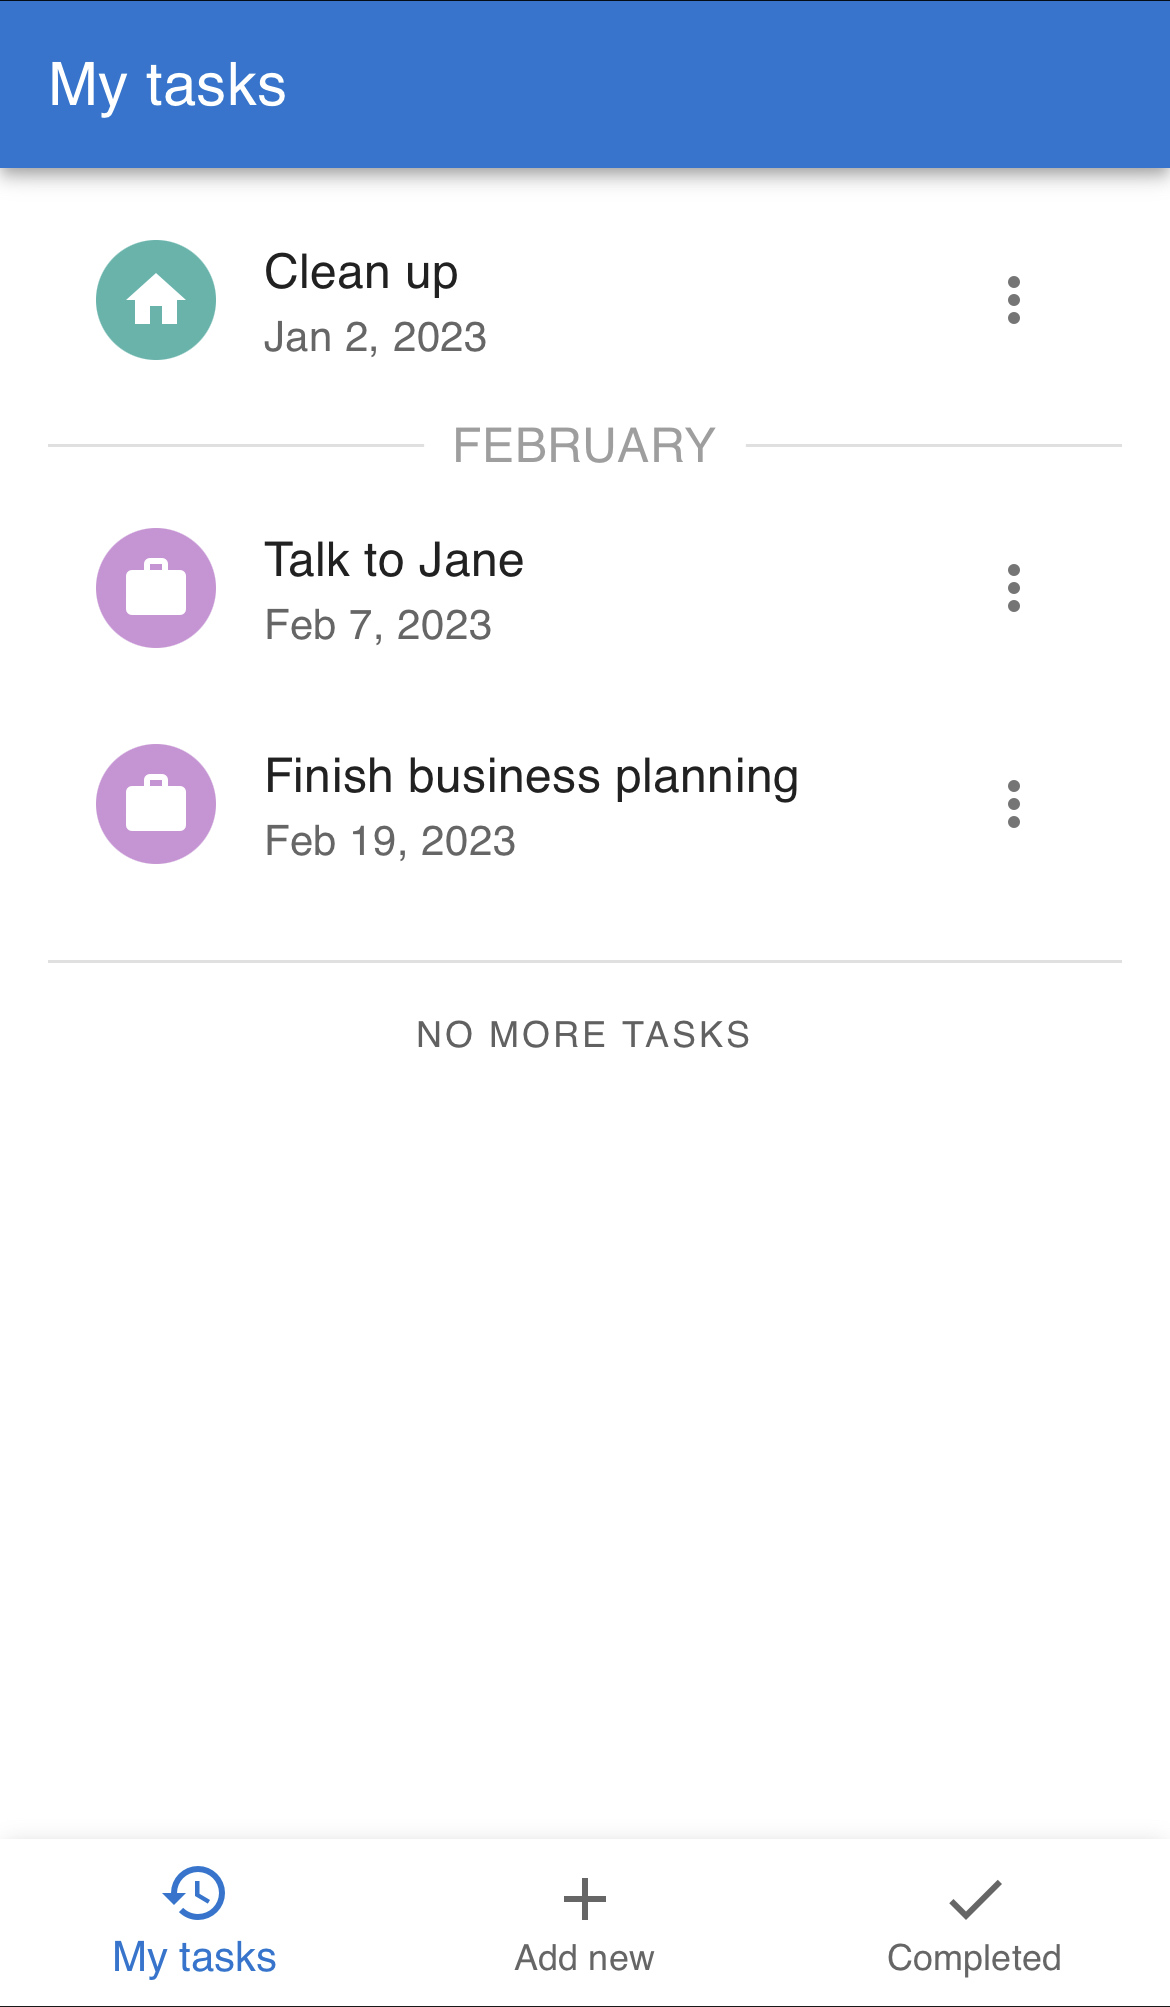 My tasks
Clean up
Jan 2, 2023
FEBRUARY
Talk to Jane
Feb 7, 2023
Finish business planning
Feb 19, 2023
NO MORE TASKS
My tasks
Add new
Completed